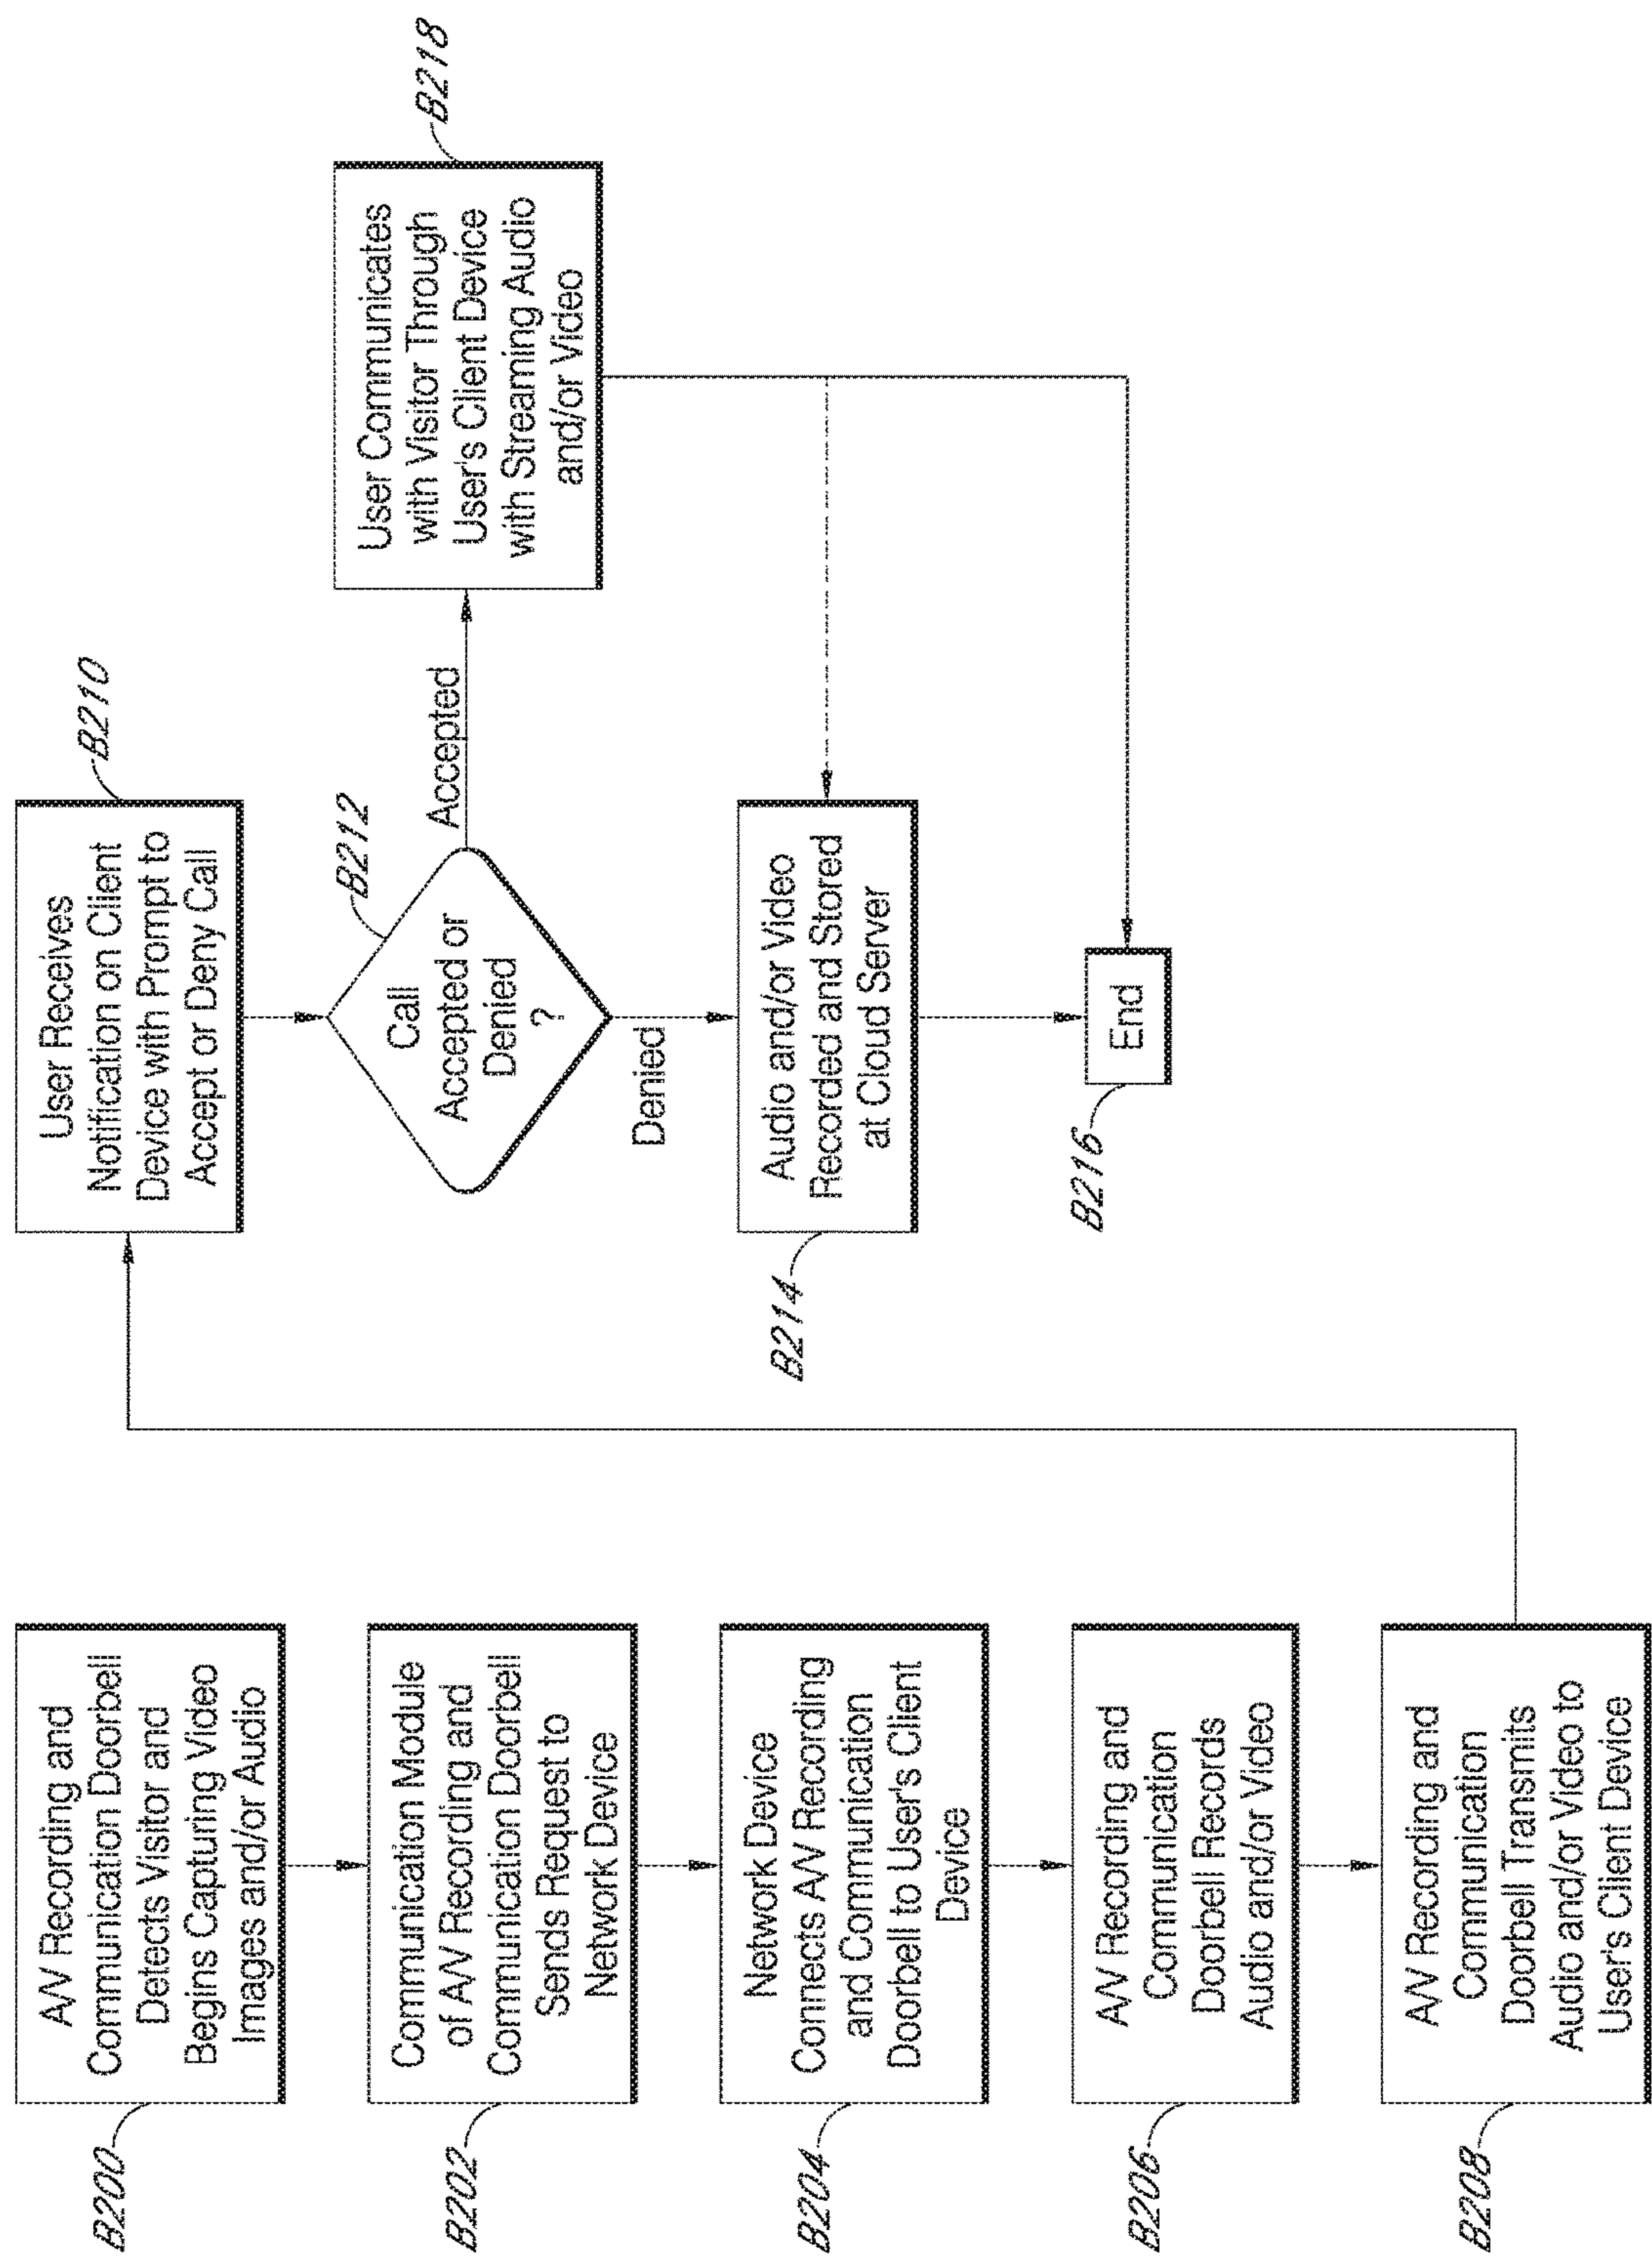 B200
A/V Recording and
Communication Doorbell
Detects Visitor and
Begins Capturing Video
Images and/or Audio
B202
Communication Module
of A/V Recording and
Communication Doorbell
Sends Request to
Network Device
B204
Network Device
Connects A/V Recording
and Communication
Doorbell to User's Client
Device
B206
A/V Recording and
Communication
Doorbell Records
Audio and/or Video
B208
A/V Recording and
Communication
Doorbell Transmits
Audio and/or Video to
User's Client Device
B210
User Receives
Notification on Client
Device with Prompt to
Accept or Deny Call
B212
Call
Accepted or
Denied
?
Accepted
Denied
B214
Audio and/or Video
Recorded and Stored
at Cloud Server
B216
End
B218
User Communicates
with Visitor Through
User's Client Device
with Streaming Audio
and/or Video